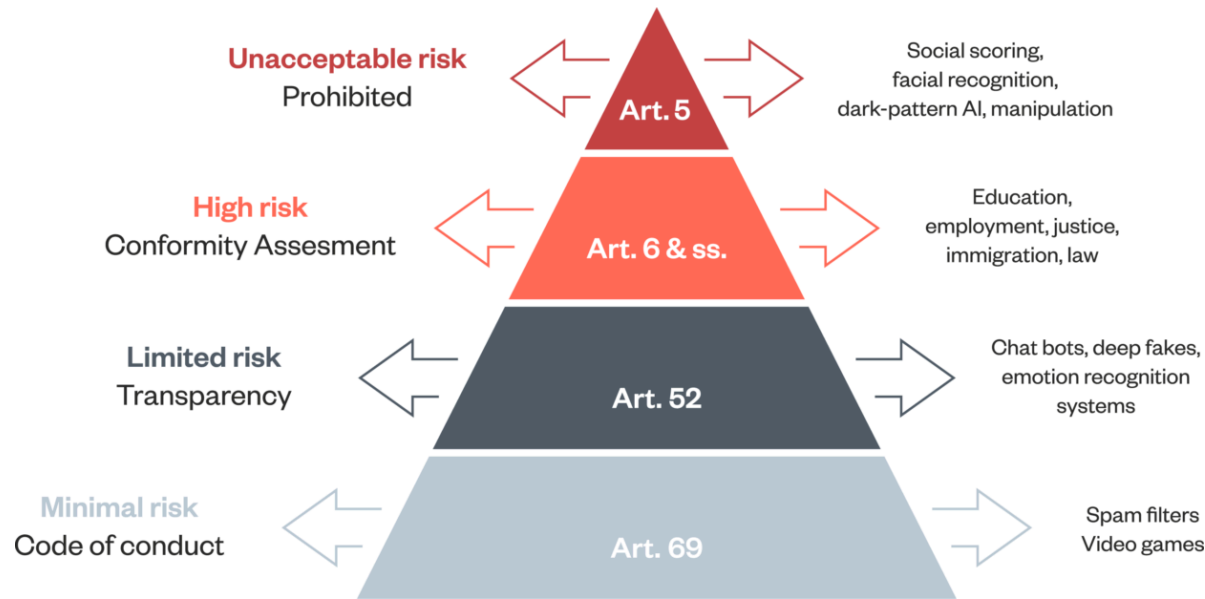 Unacceptable risk
Prohibited
Art. 5
Social scoring,
facial recognition,
dark-pattern AI, manipulation
High risk
Conformity Assesment
Art. 6 & ss.
Education,
employment, justice,
immigration, law
Limited risk
Transparency
Art. 52
Chat bots, deep fakes,
emotion recognition
systems
Minimal risk
Code of conduct
Art. 69
Spam filters
Video games